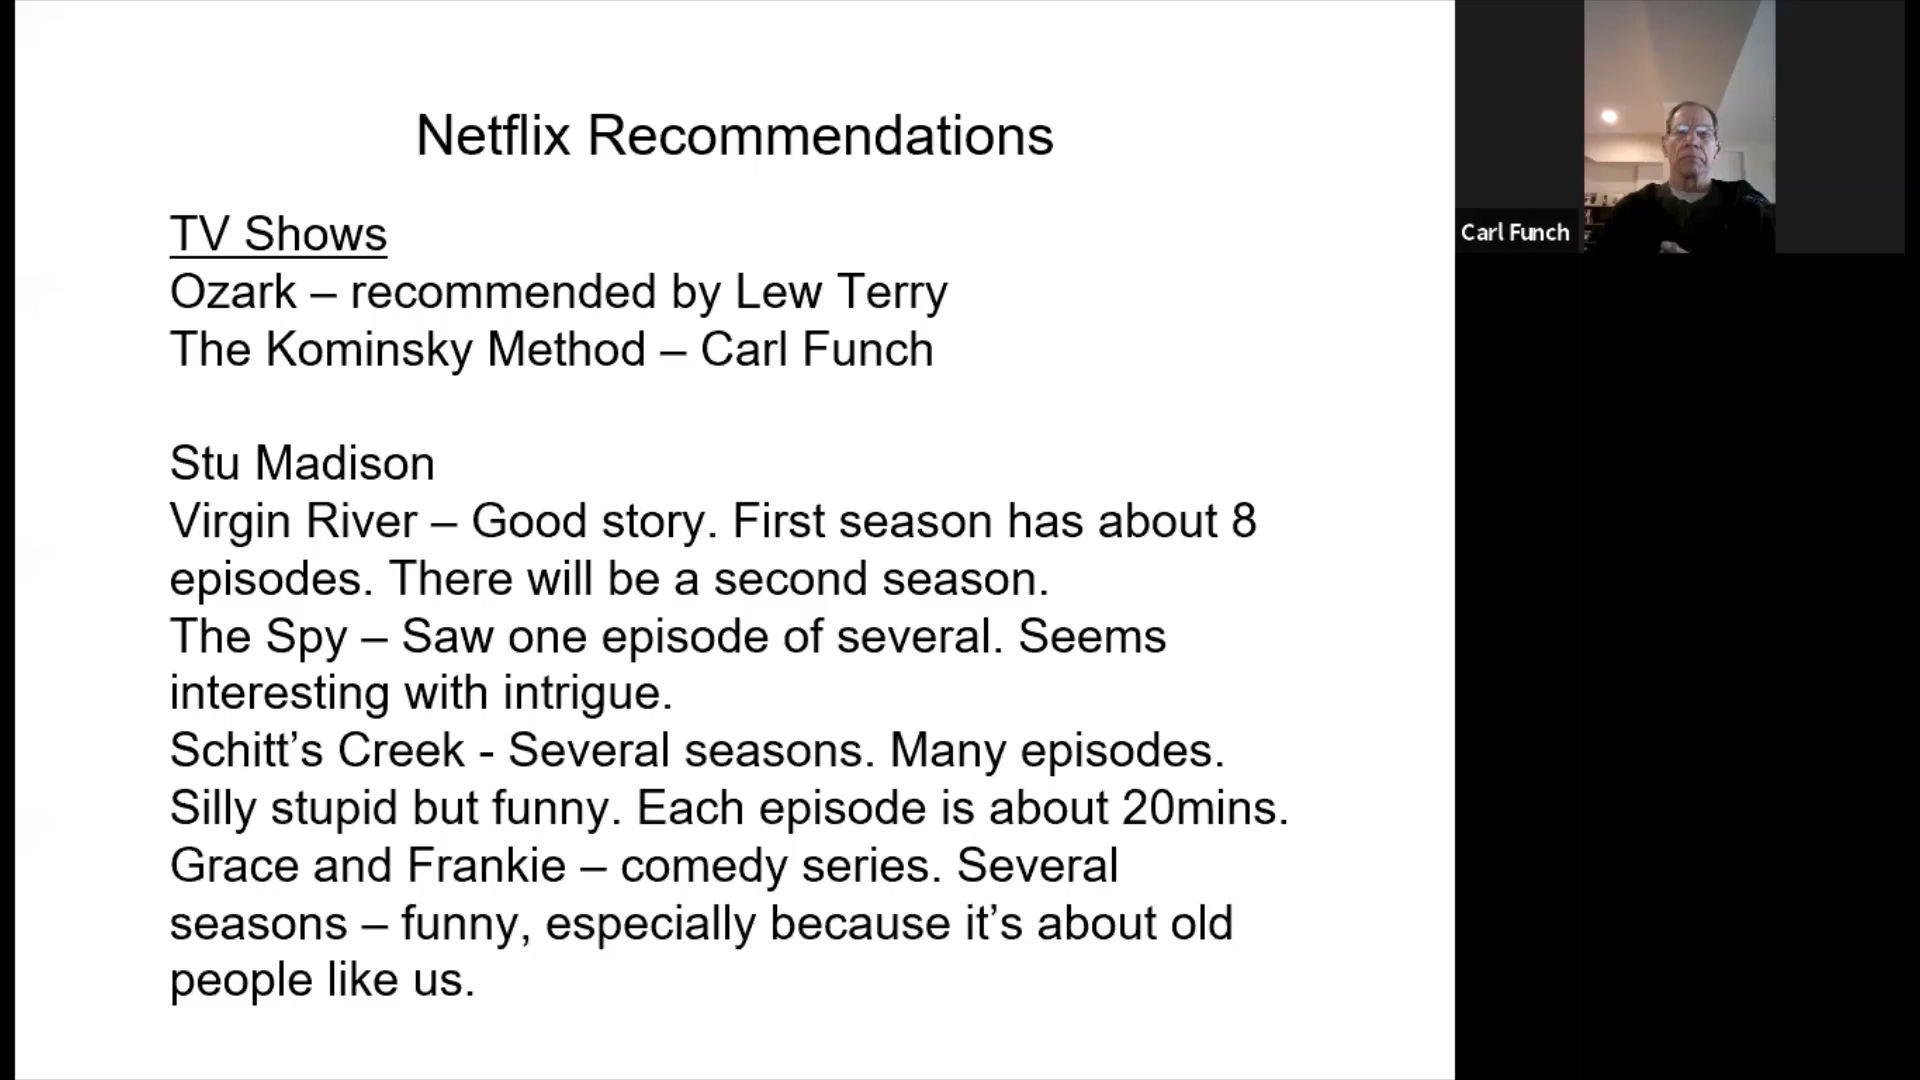 Netflix Recommendations
TV Shows
Ozark – recommended by Lew Terry
The Kominsky Method – Carl Funch
Stu Madison
Virgin River – Good story. First season has about 8
episodes. There will be a second season.
The Spy – Saw one episode of several. Seems
interesting with intrigue.
Schitt’s Creek - Several seasons. Many episodes.
Silly stupid but funny. Each episode is about 20mins.
Grace and Frankie – comedy series. Several
seasons – funny, especially because it’s about old
people like us.
Carl Funch